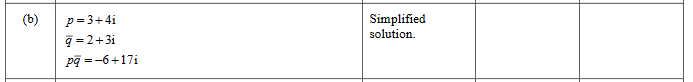 (b)
p = 3 + 4i
q̅ = 2 + 3i
pq̅ = −6 + 17i
Simplified
solution.